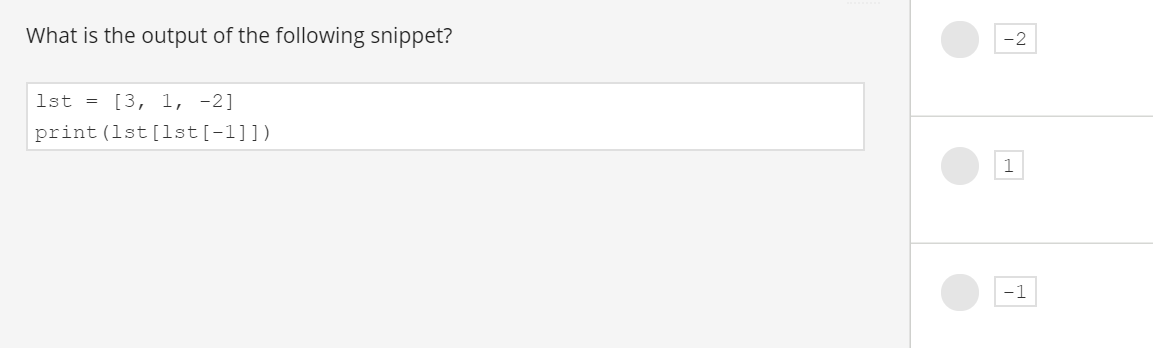 What is the output of the following snippet?
lst = [3, 1, -2]
print(lst[lst[-1]])
-2
1
-1